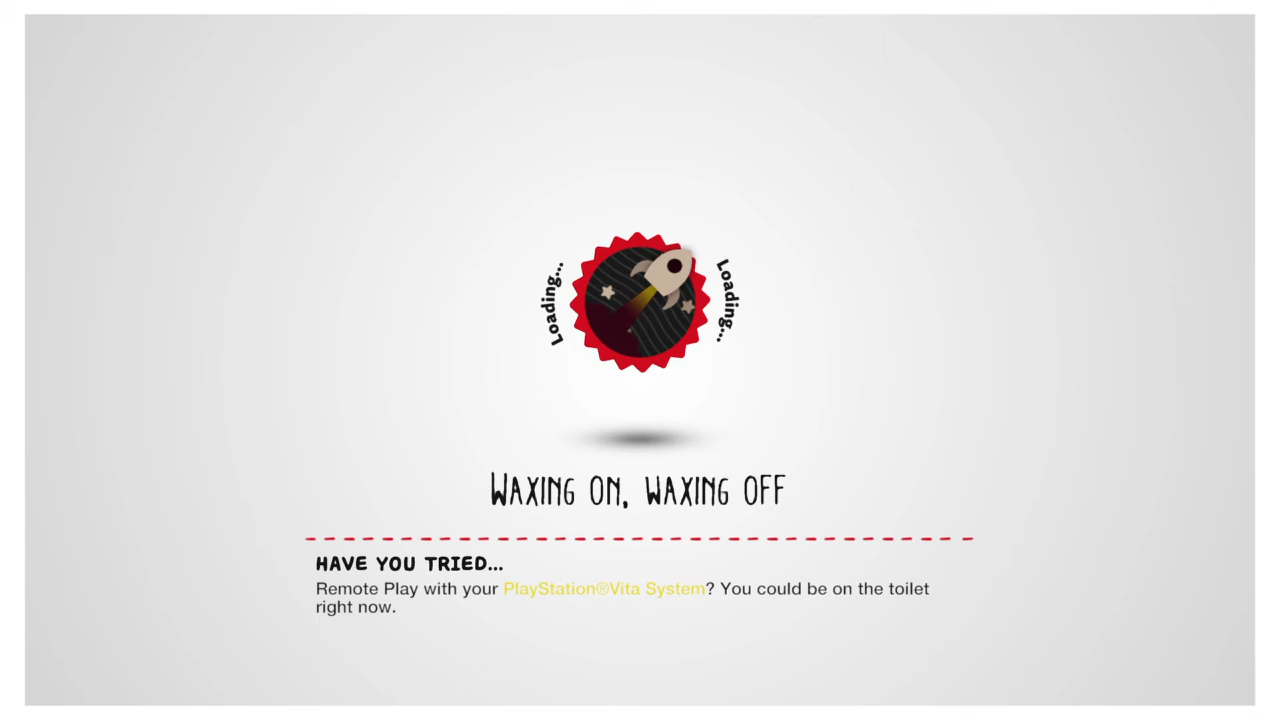 Loading...
Loading...
Waxing on, waxing off
HAVE YOU TRIED...
Remote Play with your PlayStation®Vita System? You could be on the toilet
right now.